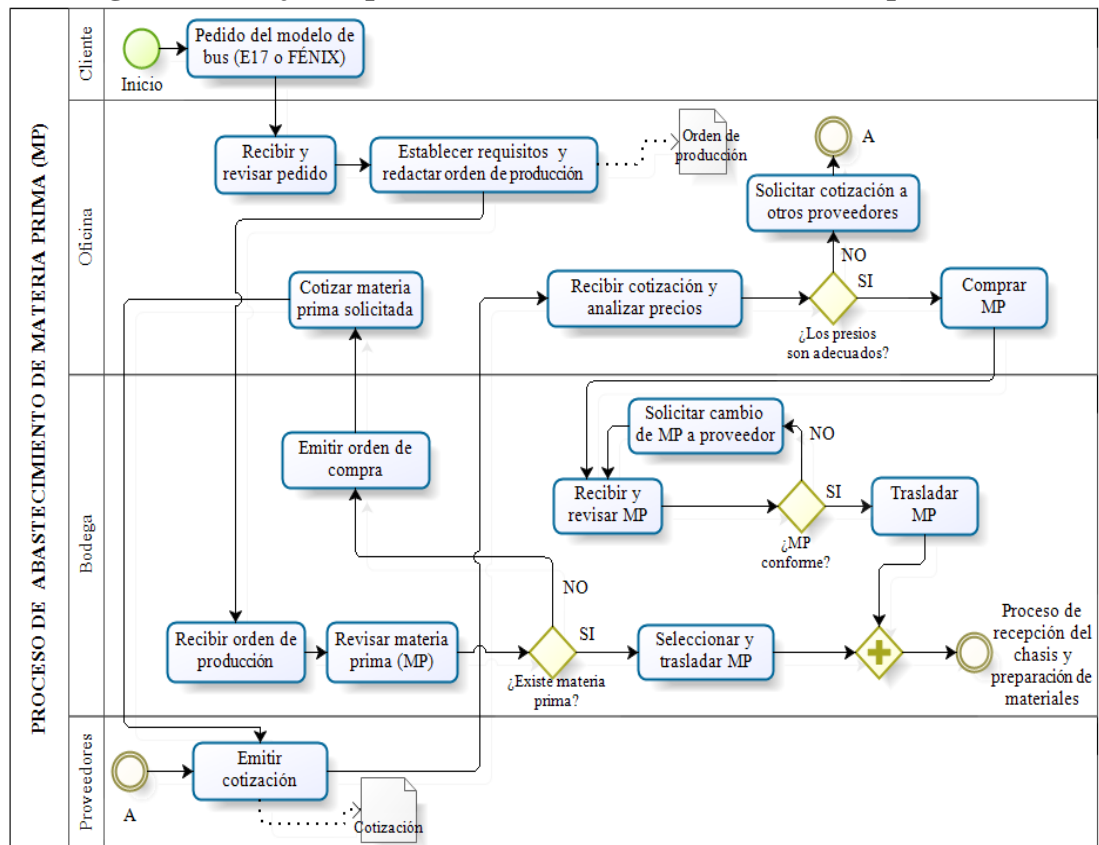 PROCESO DE ABASTECIMIENTO DE MATERIA PRIMA (MP)
Cliente
Inicio
Pedido del modelo de
bus (E17 o FÉNIX)
Oficina
Recibir y
revisar pedido
Establecer requisitos y
redactar orden de producción
Orden de
producción
A
Solicitar cotización a
otros proveedores
NO
Cotizar materia
prima solicitada
Recibir cotización y
analizar precios
SI
¿Los presios
son adecuados?
Comprar
MP
Bodega
Solicitar cambio
de MP a proveedor
NO
Emitir orden de
compra
Recibir y
revisar MP
SI
¿MP
conforme?
Trasladar
MP
NO
Recibir orden de
producción
Revisar materia
prima (MP)
SI
¿Existe materia
prima?
Seleccionar y
trasladar MP
Proceso de
recepción del
chasis y
preparación de
materiales
Proveedores
A
Emitir
cotización
Cotización